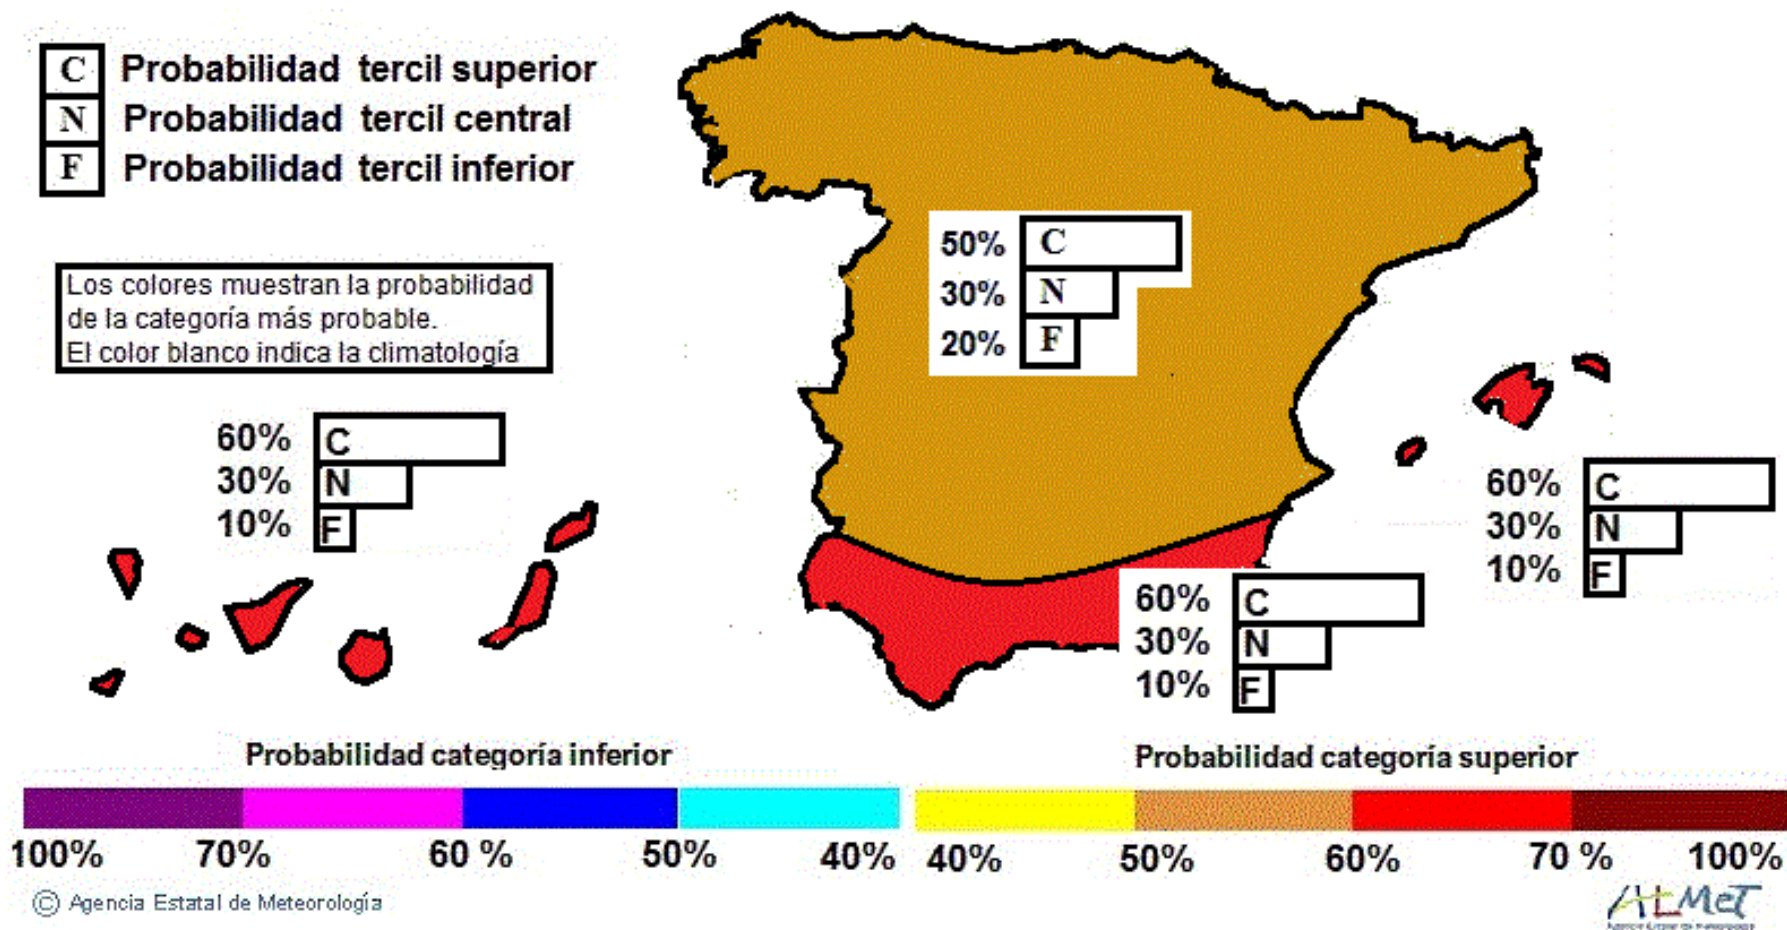 C Probabilidad tercil superior
N Probabilidad tercil central
F Probabilidad tercil inferior
Los colores muestran la probabilidad
de la categoría más probable.
El color blanco indica la climatología
50% C
30% N
20% F
60% C
30% N
10% F
60% C
30% N
10% F
60% C
30% N
10% F
Probabilidad categoría inferior
Probabilidad categoría superior
100% 70% 60 % 50% 40% 40% 50% 60% 70 % 100%
© Agencia Estatal de Meteorología
AEMeT